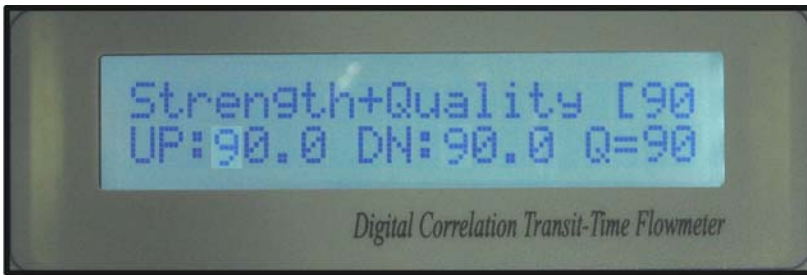 Strength+Quality [90
UP:90.0 DN:90.0 Q=90
Digital Correlation Transit-Time Flowmeter